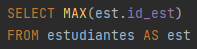 SELECT MAX(est.id_est)
FROM estudiantes AS est